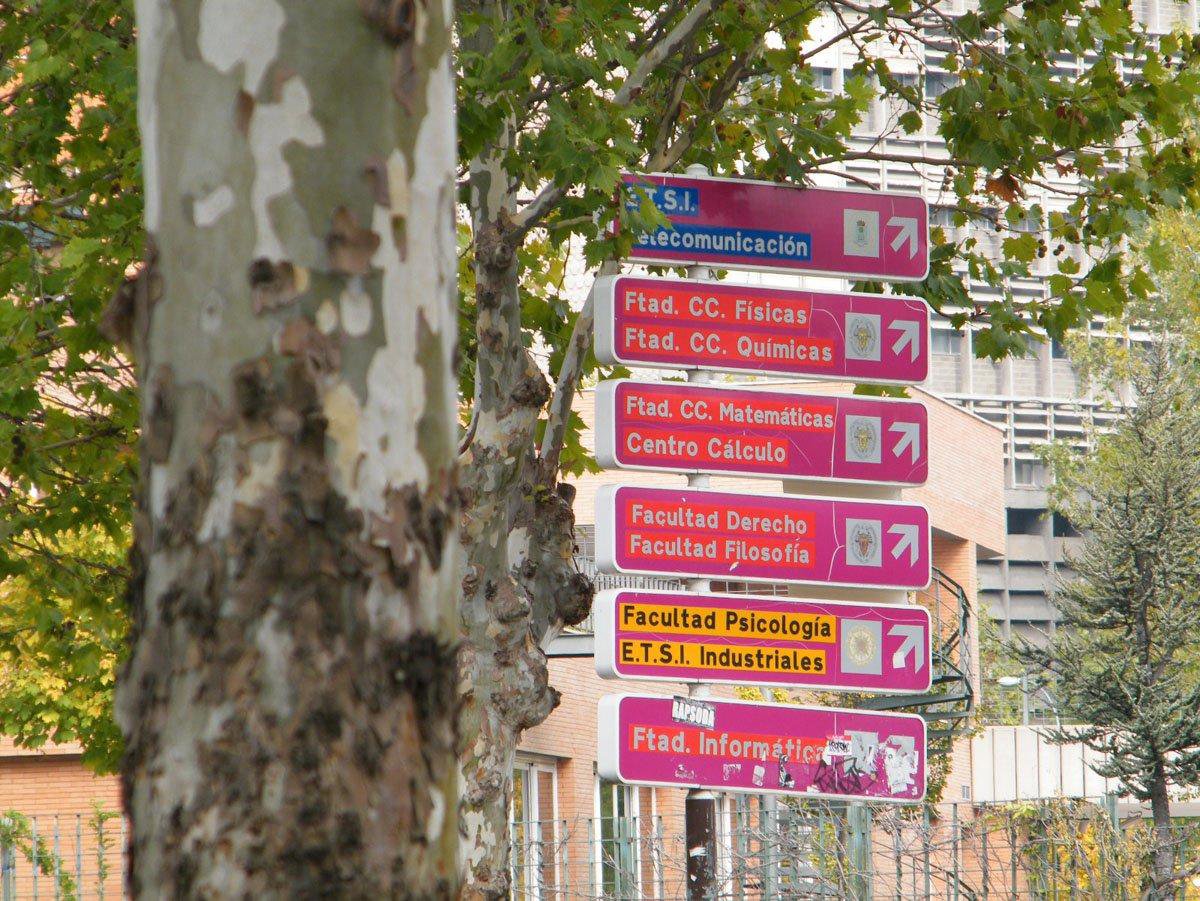 E.T.S.I.
Telecomunicación
Ftad. CC. Físicas
Ftad. CC. Químicas
Ftad. CC. Matemáticas
Centro Cálculo
Facultad Derecho
Facultad Filosofía
Facultad Psicología
E.T.S.I. Industriales
RAPSODA
Ftad. Informática